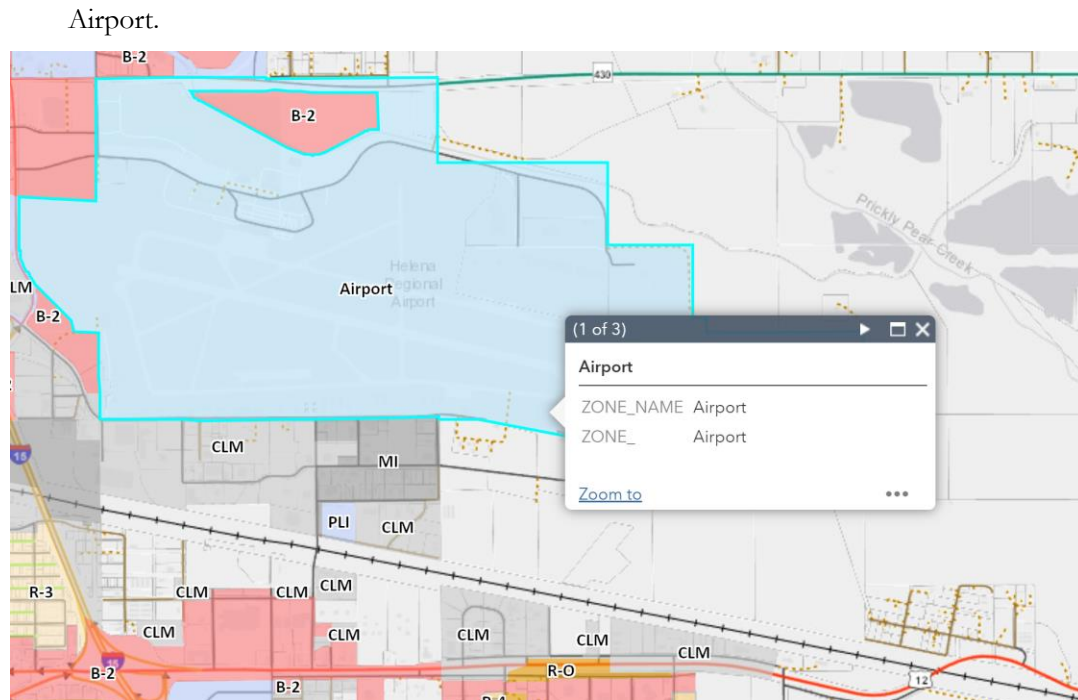 Airport.
B-2
430
B-2
Prickly Pear Creek
Helena
Regional
Airport
Airport
LM
B-2
(1 of 3)
Airport
ZONE_NAME Airport
ZONE_ Airport
Zoom to
CLM
MI
15
PLI
CLM
R-3
CLM
CLM
CLM
CLM
CLM
CLM
CLM
CLM
15
B-2
R-O
12
B-2